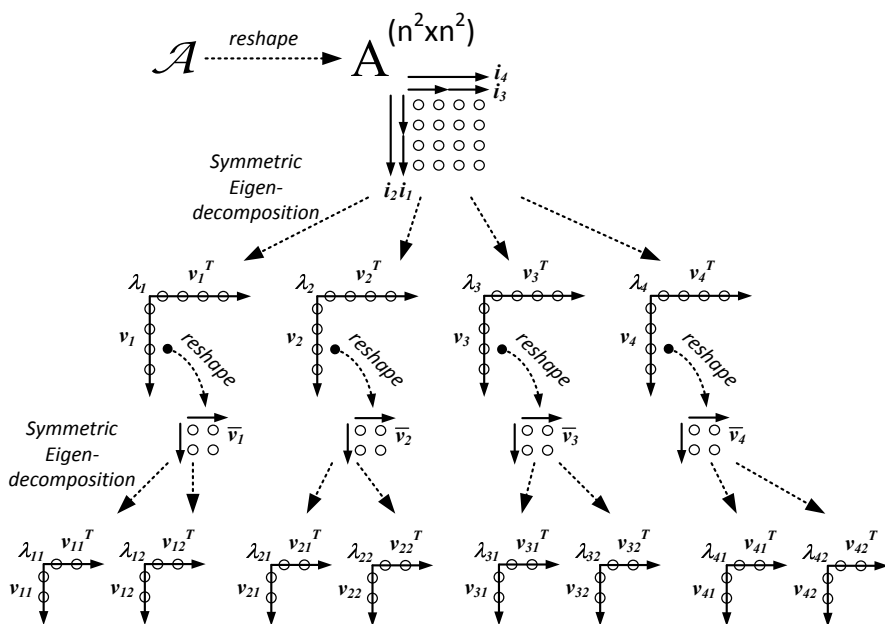 𝒜 reshape A (n²xn²)
i₄
i₃
Symmetric
Eigen-
decomposition
i₂ i₁
λ₁ v₁ᵀ λ₂ v₂ᵀ λ₃ v₃ᵀ λ₄ v₄ᵀ
v₁ reshape v₂ reshape v₃ reshape v₄ reshape
Symmetric
Eigen-
decomposition
v̅₁ v̅₂ v̅₃ v̅₄
λ₁₁ v₁₁ᵀ λ₁₂ v₁₂ᵀ λ₂₁ v₂₁ᵀ λ₂₂ v₂₂ᵀ λ₃₁ v₃₁ᵀ λ₃₂ v₃₂ᵀ λ₄₁ v₄₁ᵀ λ₄₂ v₄₂ᵀ
v₁₁ v₁₂ v₂₁ v₂₂ v₃₁ v₃₂ v₄₁ v₄₂